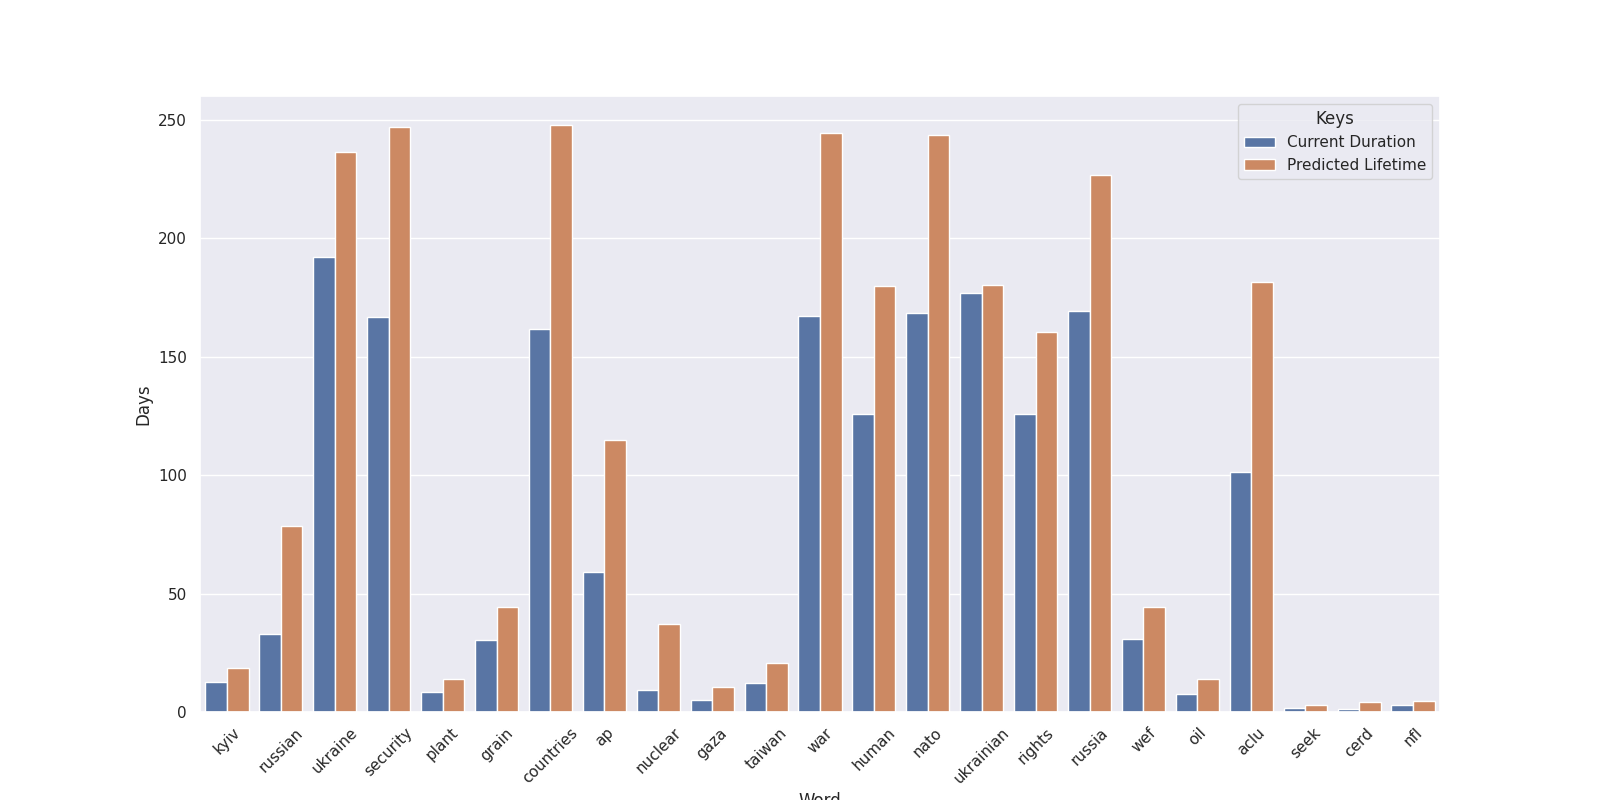 Keys
Current Duration
Predicted Lifetime
250
200
150
100
50
0
Days
kyiv
russian
ukraine
security
plant
grain
countries
ap
nuclear
gaza
taiwan
war
human
nato
ukrainian
rights
russia
wef
oil
aclu
seek
cerd
nfl
Word